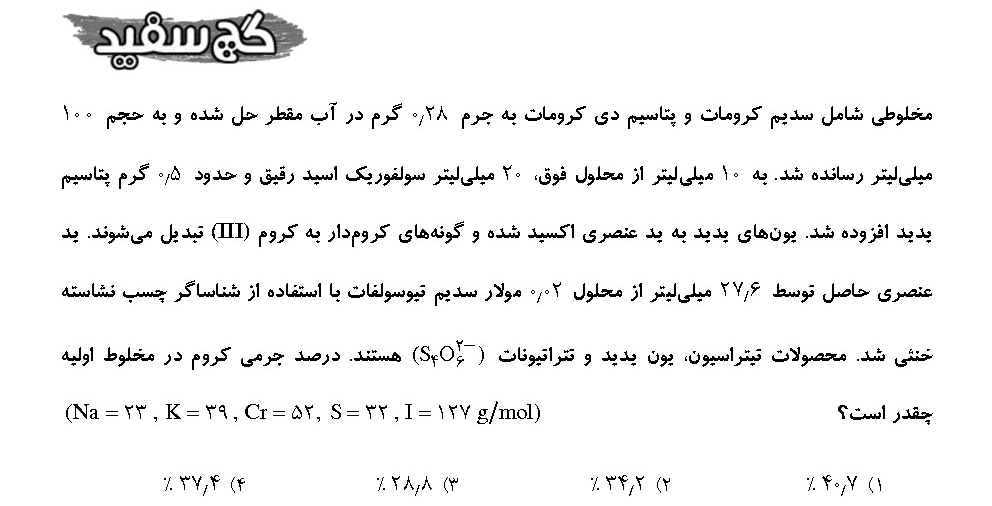 گچ سفید
مخلوطی شامل سدیم کرومات و پتاسیم دی کرومات به جرم ۰٫۲۸ گرم در آب مقطر حل شده و به حجم ۱۰۰
میلی‌لیتر رسانده شد. به ۱۰ میلی‌لیتر از محلول فوق، ۲۰ میلی‌لیتر سولفوریک اسید رقیق و حدود ۰٫۵ گرم پتاسیم
یدید افزوده شد. یون‌های یدید به ید عنصری اکسید شده و گونه‌های کروم‌دار به کروم (III) تبدیل می‌شوند. ید
عنصری حاصل توسط ۲۷٫۶ میلی‌لیتر از محلول ۰٫۰۲ مولار سدیم تیوسولفات با استفاده از شناساگر چسب نشاسته
خنثی شد. محصولات تیتراسیون، یون یدید و تتراتیونات (S₄O₆²⁻) هستند. درصد جرمی کروم در مخلوط اولیه
چقدر است؟ (Na = ۲۳ , K = ۳۹ , Cr = ۵۲, S = ۳۲ , I = ۱۲۷ g/mol)
۱) ۴۰٫۷ ٪ ۲) ۳۴٫۲ ٪ ۳) ۲۸٫۸ ٪ ۴) ۳۷٫۴ ٪